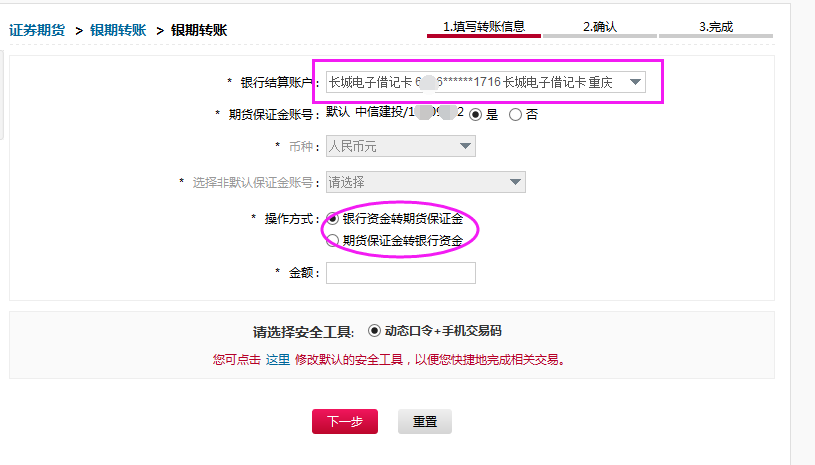 证券期货 > 银期转账 > 银期转账
1.填写转账信息 2.确认 3.完成
* 银行结算账户: 长城电子借记卡 6 6******1716 长城电子借记卡 重庆
* 期货保证金账号: 默认 中信建投/1 09 2 是 否
* 币种: 人民币元
* 选择非默认保证金账号: 请选择
* 操作方式: 银行资金转期货保证金
期货保证金转银行资金
* 金额:
请选择安全工具: 动态口令+手机交易码
您可点击 这里 修改默认的安全工具，以便您快捷地完成相关交易。
下一步 重置